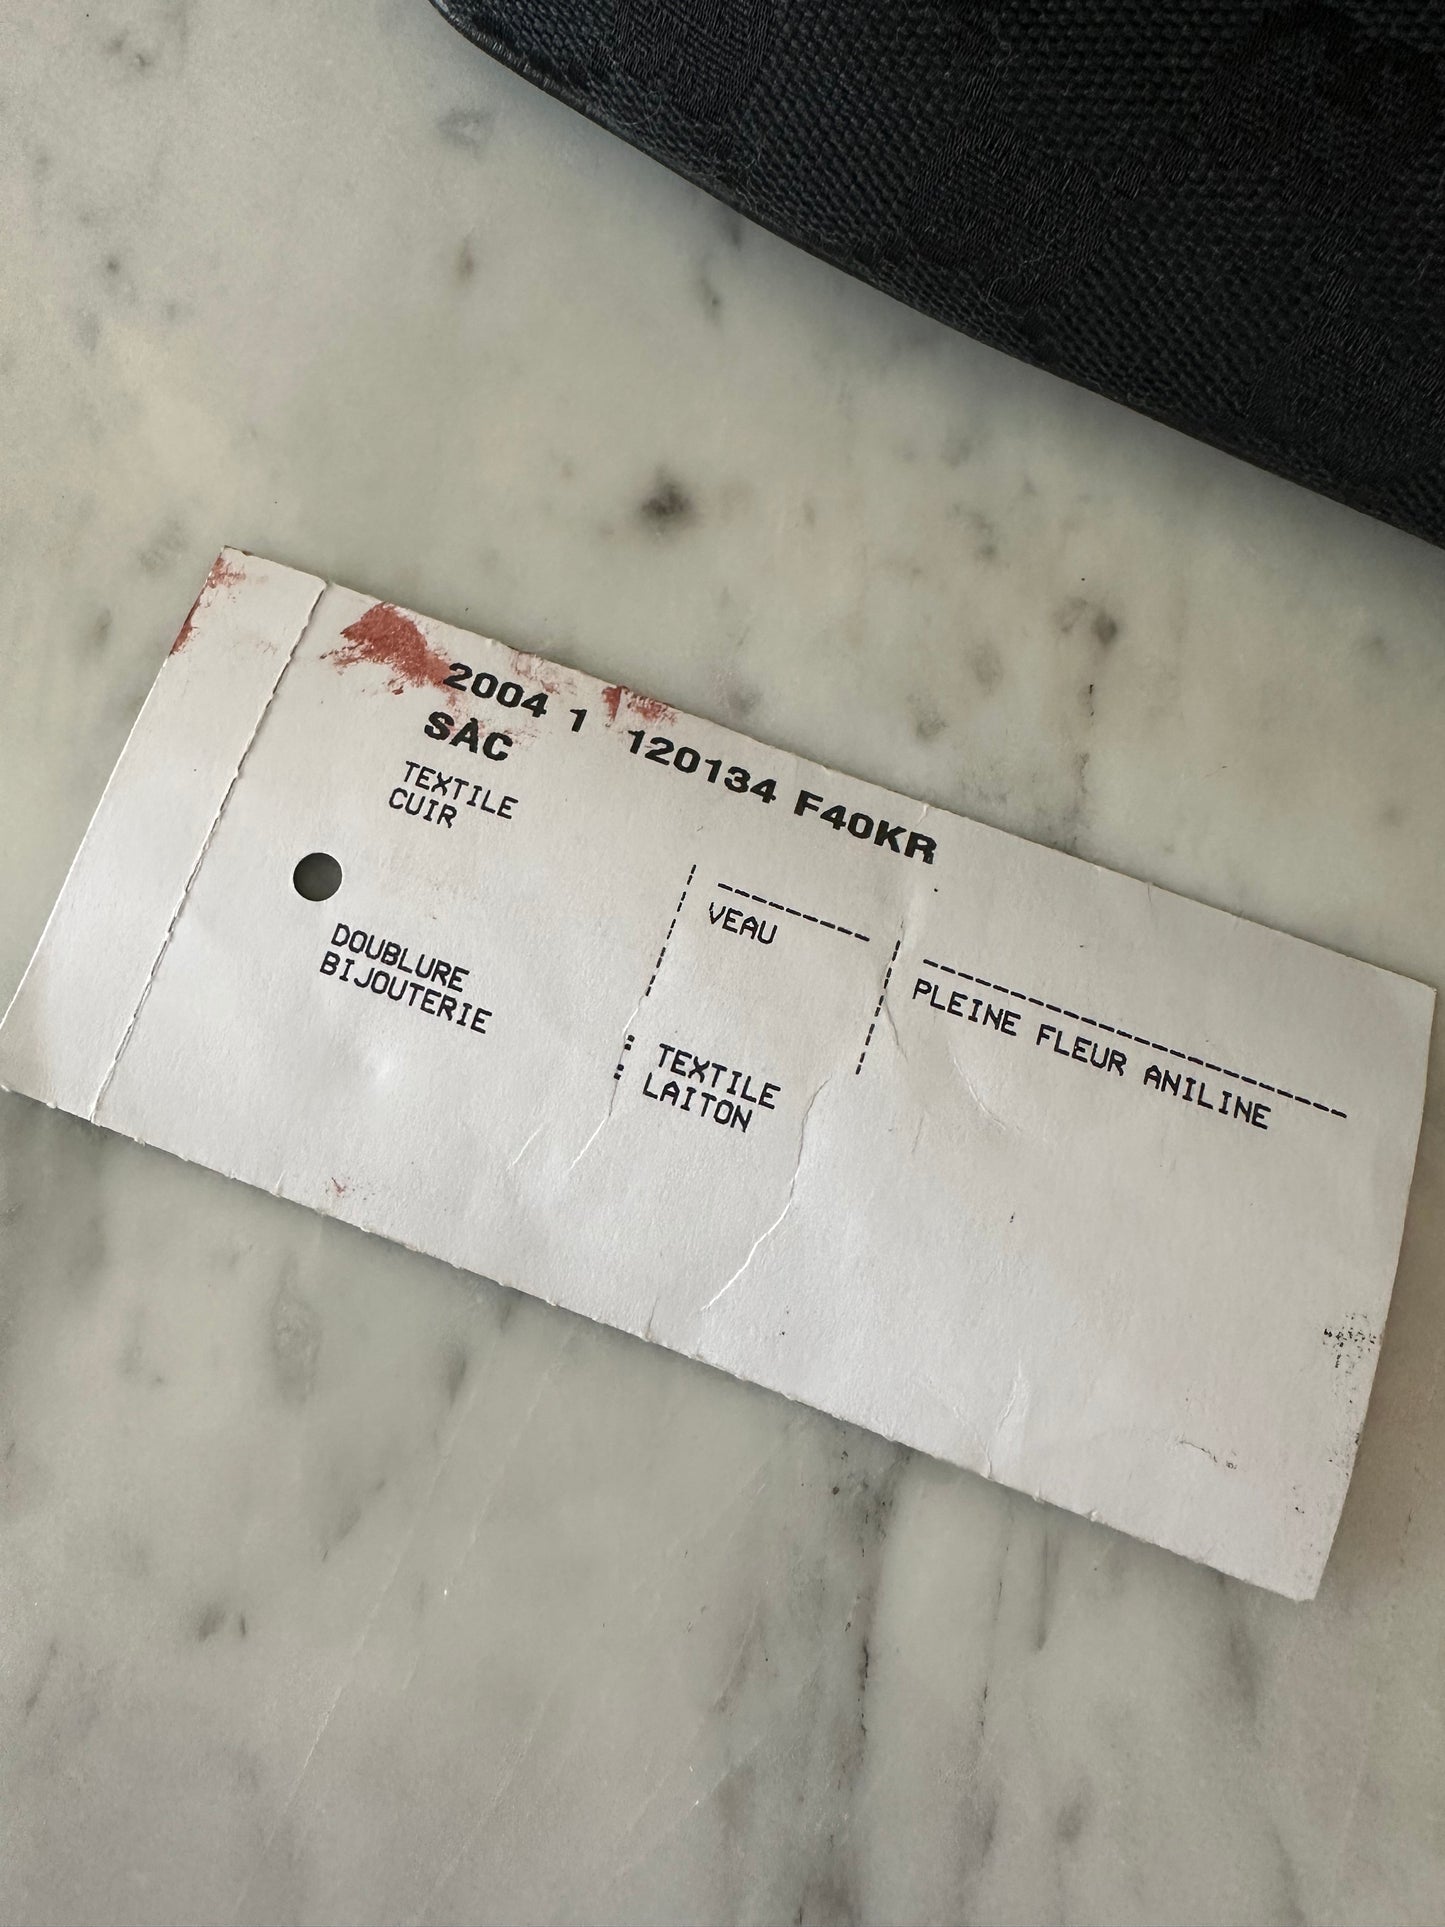 2004 1 120134 F40KR
SAC
TEXTILE
CUIR VEAU PLEINE FLEUR ANILINE
DOUBLURE : TEXTILE
BIJOUTERIE : LAITON